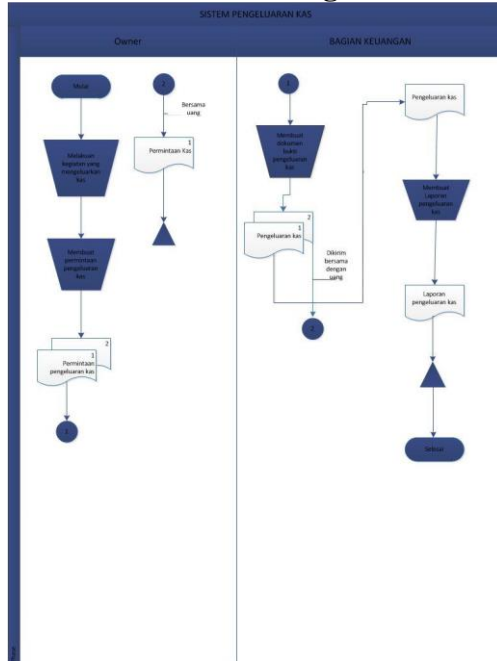 SISTEM PENGELUARAN KAS
Owner
BAGIAN KEUANGAN
Mulai
Melakukan
kegiatan yang
mengeluarkan
kas
Membuat
permintaan
pengeluaran
kas
2
1
Permintaan
pengeluaran kas
2
Bersama
uang
1
Permintaan Kas
Membuat
dokumen
bukti
pengeluaran
kas
2
1
Pengeluaran kas
Dikirim
bersama
dengan
uang
2
Pengeluaran kas
Membuat
Laporan
pengeluaran
kas
Laporan
pengeluaran kas
Selesai